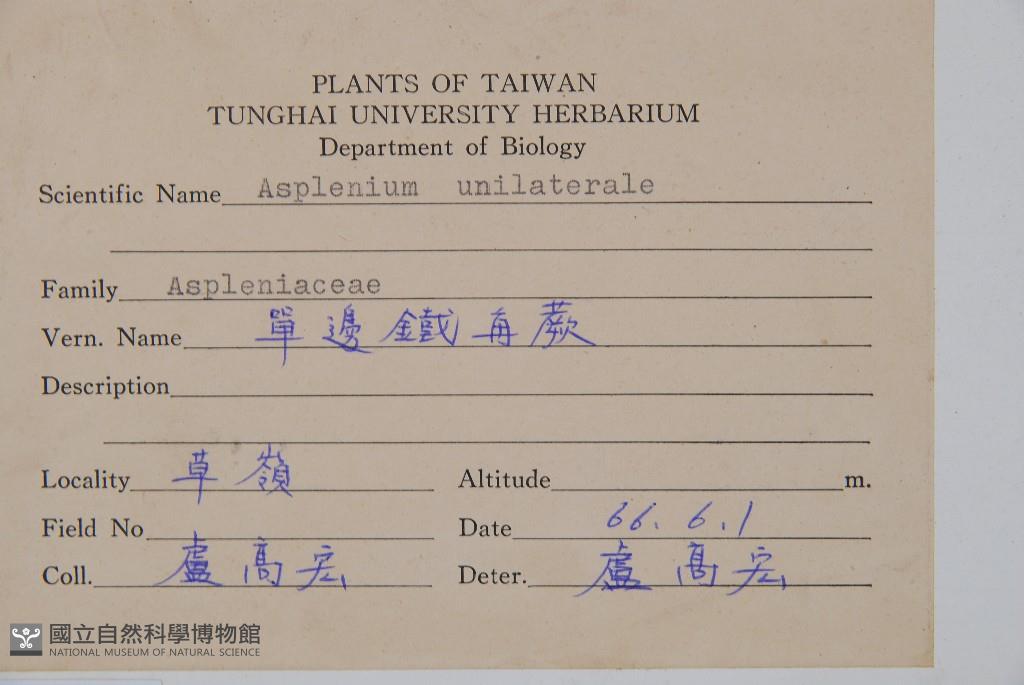 PLANTS OF TAIWAN
TUNGHAI UNIVERSITY HERBARIUM
Department of Biology
Scientific Name Asplenium unilaterale
Family Aspleniaceae
Vern. Name 單邊鐵角蕨
Description
Locality 草嶺 Altitude m.
Field No Date 66.6.1
Coll. 盧高宏 Deter. 盧高宏
國立自然科學博物館
NATIONAL MUSEUM OF NATURAL SCIENCE